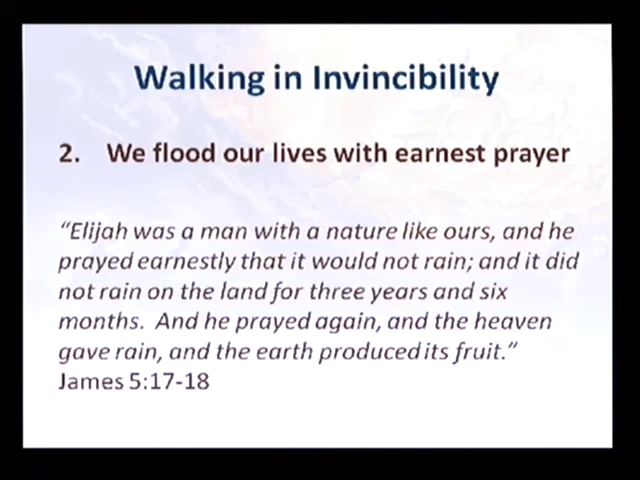 Walking in Invincibility
2. We flood our lives with earnest prayer
“Elijah was a man with a nature like ours, and he
prayed earnestly that it would not rain; and it did
not rain on the land for three years and six
months. And he prayed again, and the heaven
gave rain, and the earth produced its fruit.”
James 5:17-18